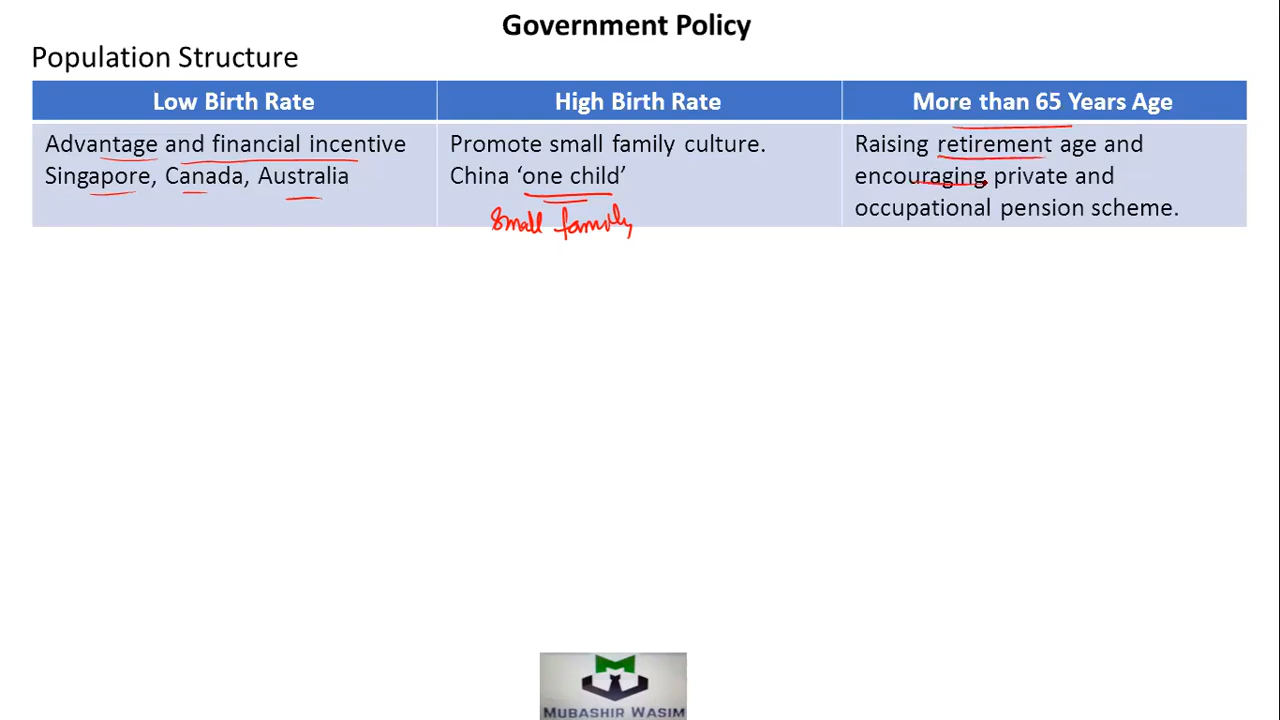 Government Policy
Population Structure
Low Birth Rate
High Birth Rate
More than 65 Years Age
Advantage and financial incentive
Singapore, Canada, Australia
Promote small family culture.
China ‘one child’
small family
Raising retirement age and
encouraging private and
occupational pension scheme.
MUBASHIR WASIM